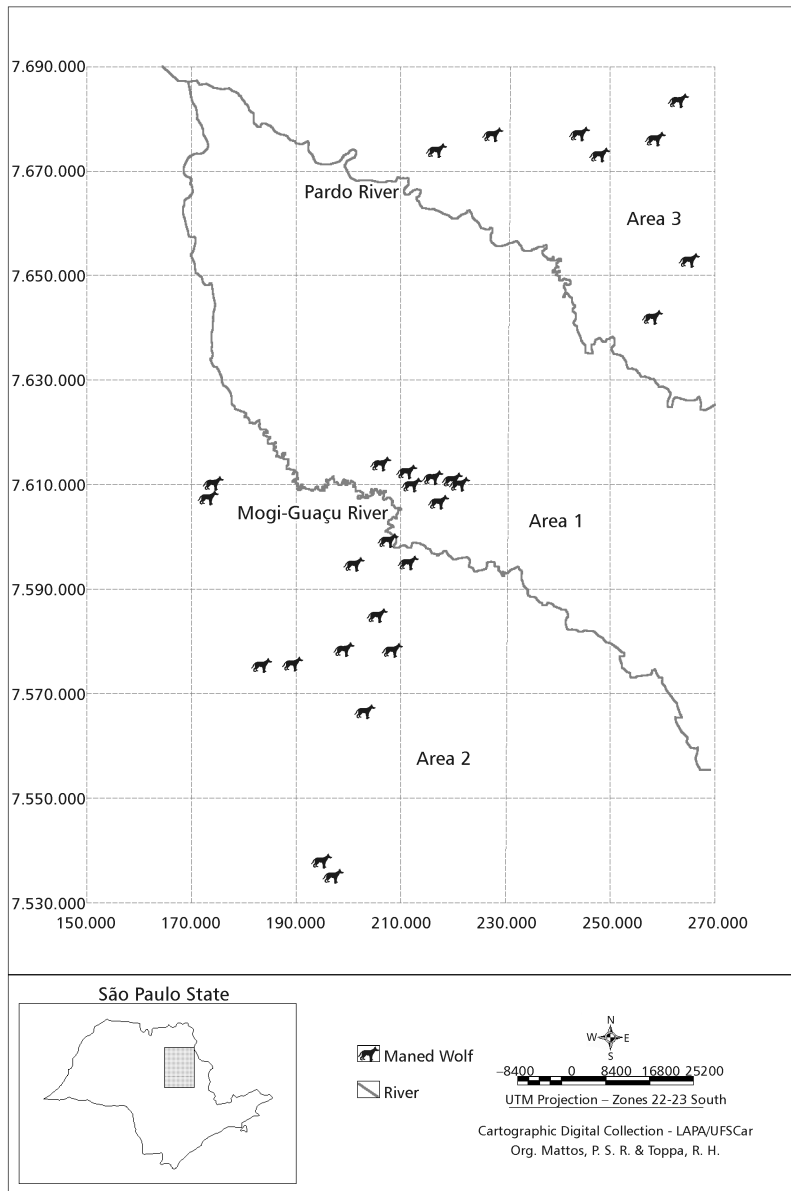 7.690.000
7.670.000
Pardo River
Area 3
7.650.000
7.630.000
7.610.000
Mogi-Guaçu River
Area 1
7.590.000
7.570.000
Area 2
7.550.000
7.530.000
150.000 170.000 190.000 210.000 230.000 250.000 270.000
São Paulo State
Maned Wolf
River
N
W E
S
−8400 0 8400 16800 25200
UTM Projection – Zones 22-23 South
Cartographic Digital Collection - LAPA/UFSCar
Org. Mattos, P. S. R. & Toppa, R. H.